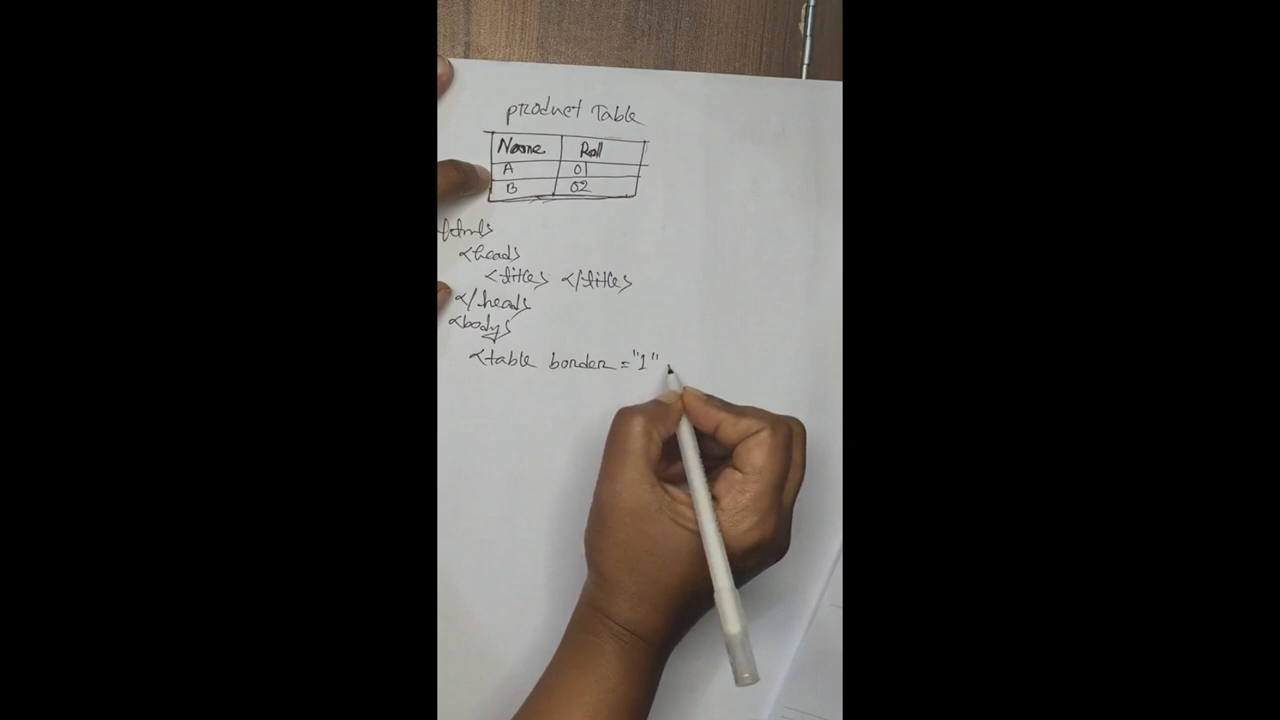 product Table
Name Roll
A 01
B 02
html>
<head>
<title> </title>
</head>
<body>
<table border="1"